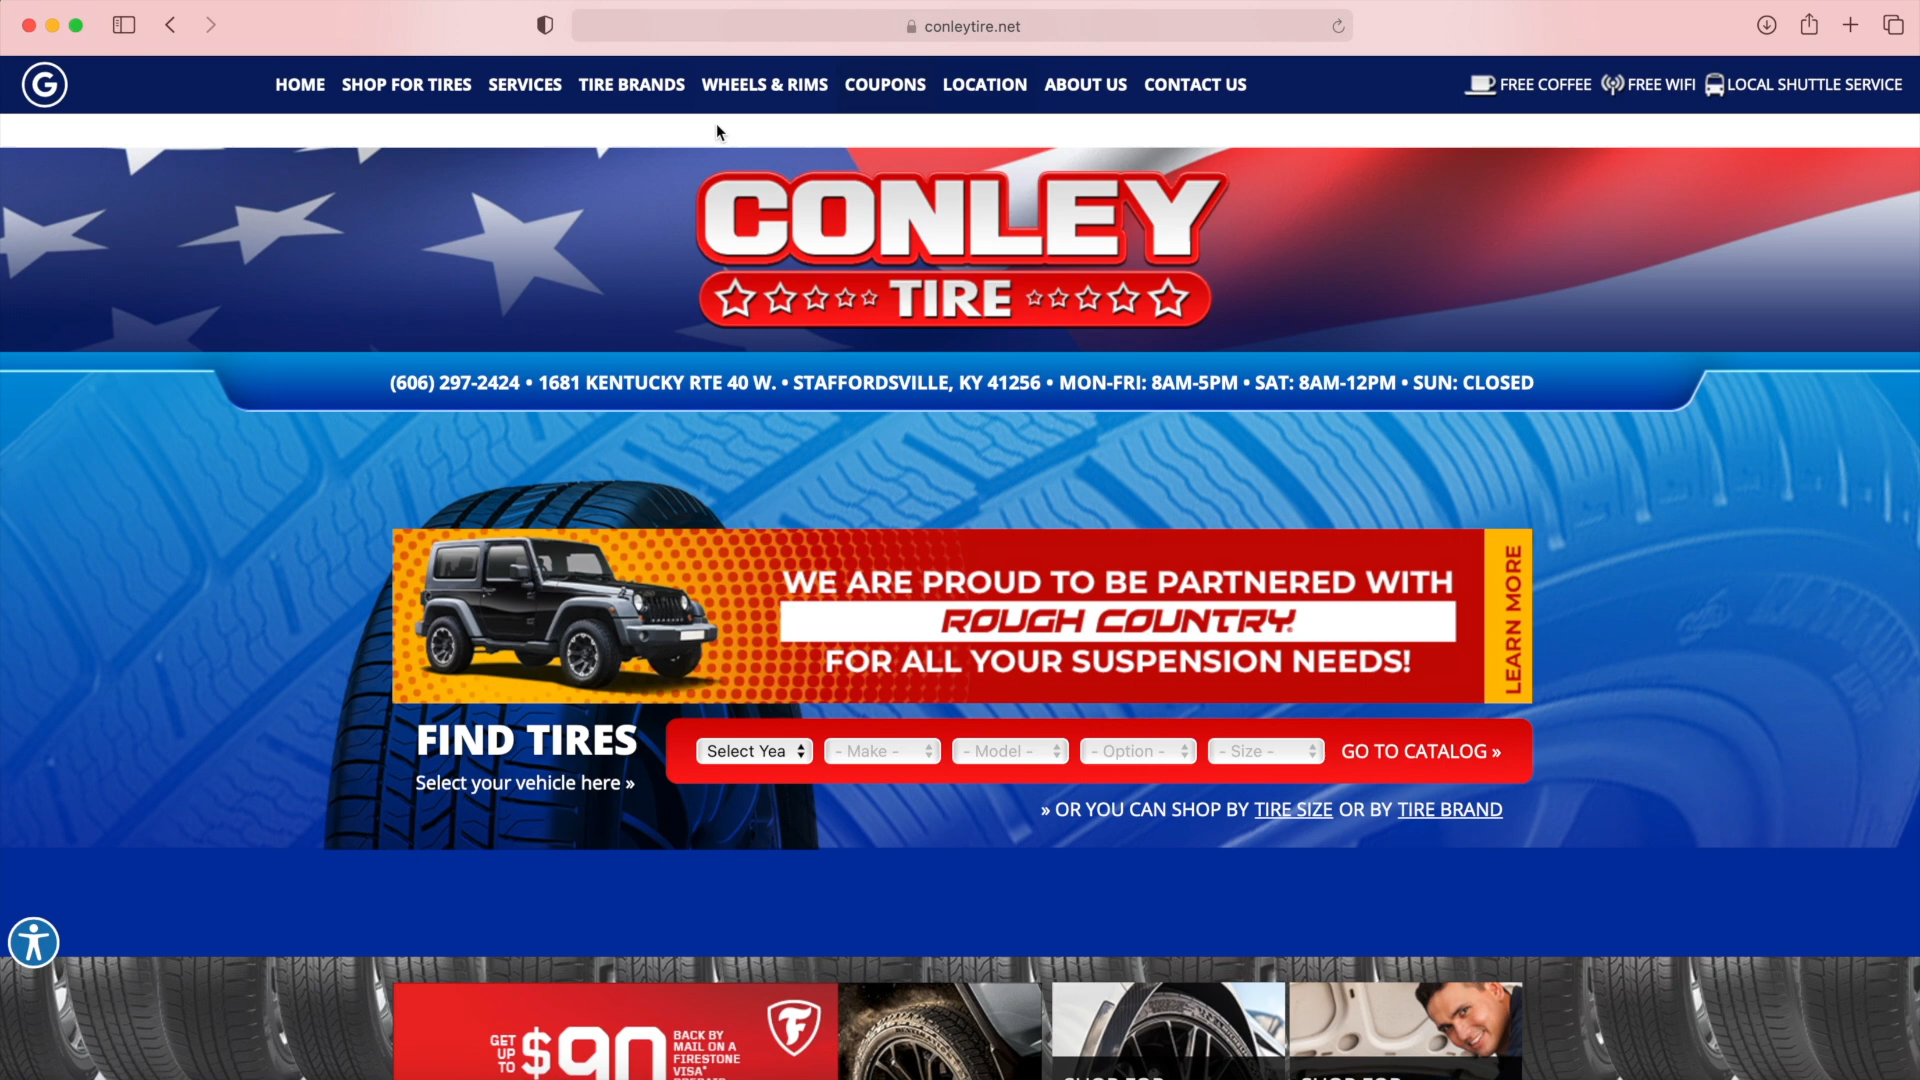 conleytire.net
G
HOME SHOP FOR TIRES SERVICES TIRE BRANDS WHEELS & RIMS COUPONS LOCATION ABOUT US CONTACT US
FREE COFFEE FREE WIFI LOCAL SHUTTLE SERVICE
CONLEY
TIRE
(606) 297-2424 • 1681 KENTUCKY RTE 40 W. • STAFFORDSVILLE, KY 41256 • MON-FRI: 8AM-5PM • SAT: 8AM-12PM • SUN: CLOSED
WE ARE PROUD TO BE PARTNERED WITH
ROUGH COUNTRY®
FOR ALL YOUR SUSPENSION NEEDS!
LEARN MORE
FIND TIRES
Select your vehicle here »
Select Yea
- Make -
- Model -
- Option -
- Size -
GO TO CATALOG »
» OR YOU CAN SHOP BY TIRE SIZE OR BY TIRE BRAND
GET
UP
TO
$90
BACK BY
MAIL ON A
FIRESTONE
VISA*
F
SHOP FOR
SHOP FOR